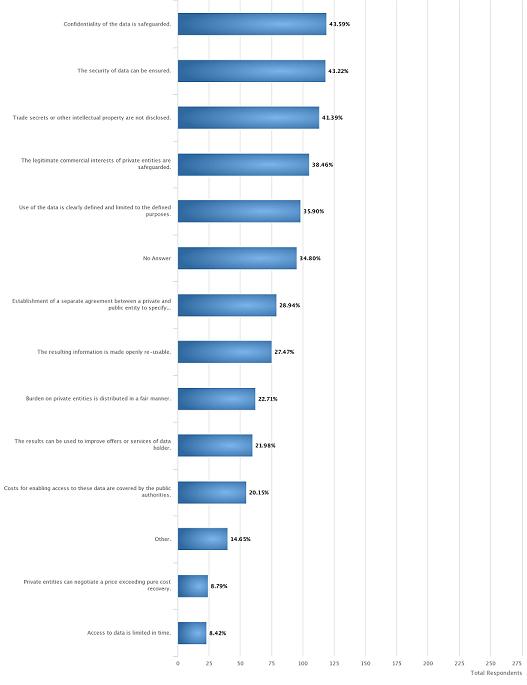 Confidentiality of the data is safeguarded.
43.59%
The security of data can be ensured.
43.22%
Trade secrets or other intellectual property are not disclosed.
41.39%
The legitimate commercial interests of private entities are
safeguarded.
38.46%
Use of the data is clearly defined and limited to the defined
purposes.
35.90%
No Answer
34.80%
Establishment of a separate agreement between a private and
public entity to specify...
28.94%
The resulting information is made openly re-usable.
27.47%
Burden on private entities is distributed in a fair manner.
22.71%
The results can be used to improve offers or services of data
holder.
21.98%
Costs for enabling access to these data are covered by the public
authorities.
20.15%
Other.
14.65%
Private entities can negotiate a price exceeding pure cost
recovery.
8.79%
Access to data is limited in time.
8.42%
0 25 50 75 100 125 150 175 200 225 250 275
Total Respondents